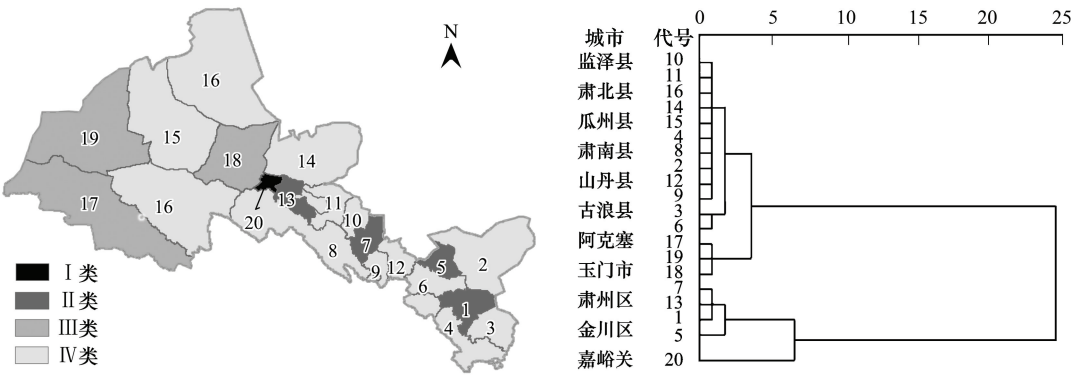 N
16
19
15
18
14
17
16
13
11
20
10
8
7
9
12
5
2
6
1
4
3
Ⅰ类
Ⅱ类
Ⅲ类
Ⅳ类
0 5 10 15 20 25
城市 代号
监泽县 10
11
肃北县 16
14
瓜州县 15
4
肃南县 8
2
山丹县 12
9
古浪县 3
6
阿克塞 17
19
玉门市 18
7
肃州区 13
1
金川区 5
嘉峪关 20